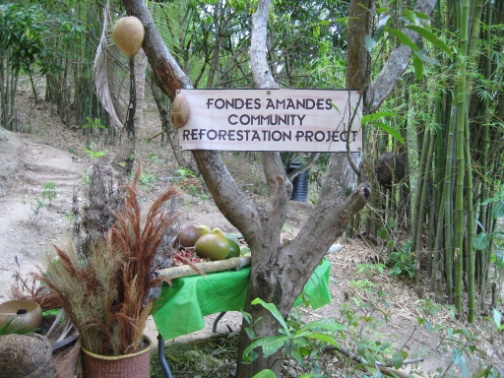 FONDES AMANDES
COMMUNITY
REFORESTATION PROJECT